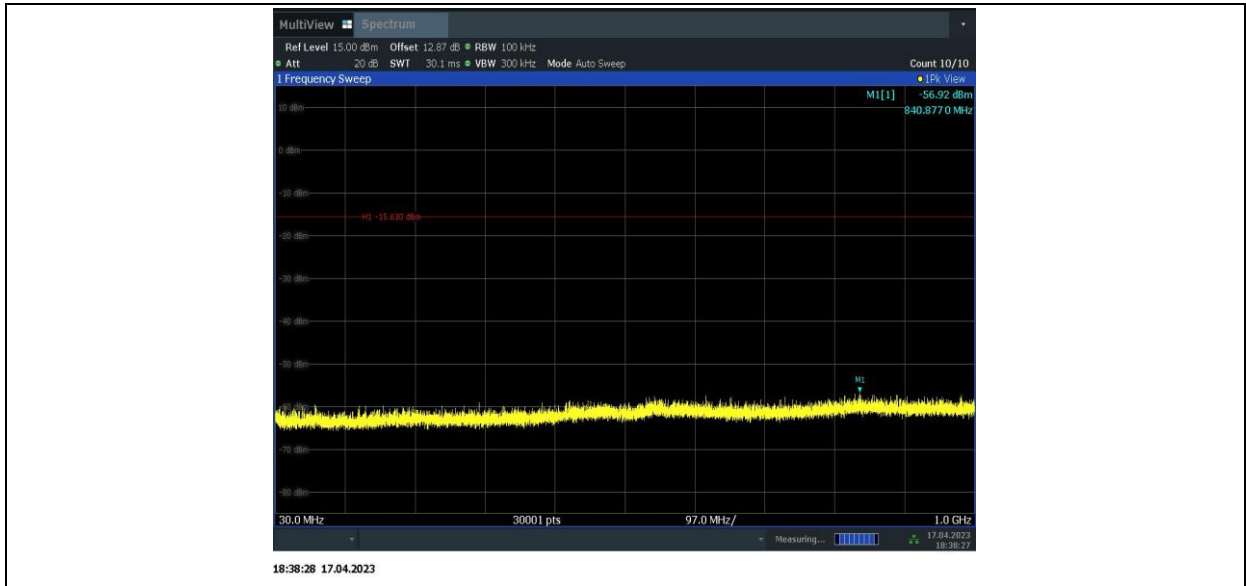 MultiView Spectrum
Ref Level 15.00 dBm Offset 12.87 dB RBW 100 kHz
Att 20 dB SWT 30.1 ms VBW 300 kHz Mode Auto Sweep Count 10/10
1 Frequency Sweep 1Pk View
M1[1] -56.92 dBm
840.8770 MHz
10 dBm
0 dBm
-10 dBm
H1 -15.630 dBm
-20 dBm
-30 dBm
-40 dBm
-50 dBm
M1
-70 dBm
-80 dBm
30.0 MHz 30001 pts 97.0 MHz/ 1.0 GHz
Measuring... 17.04.2023
18:38:27
18:38:28 17.04.2023